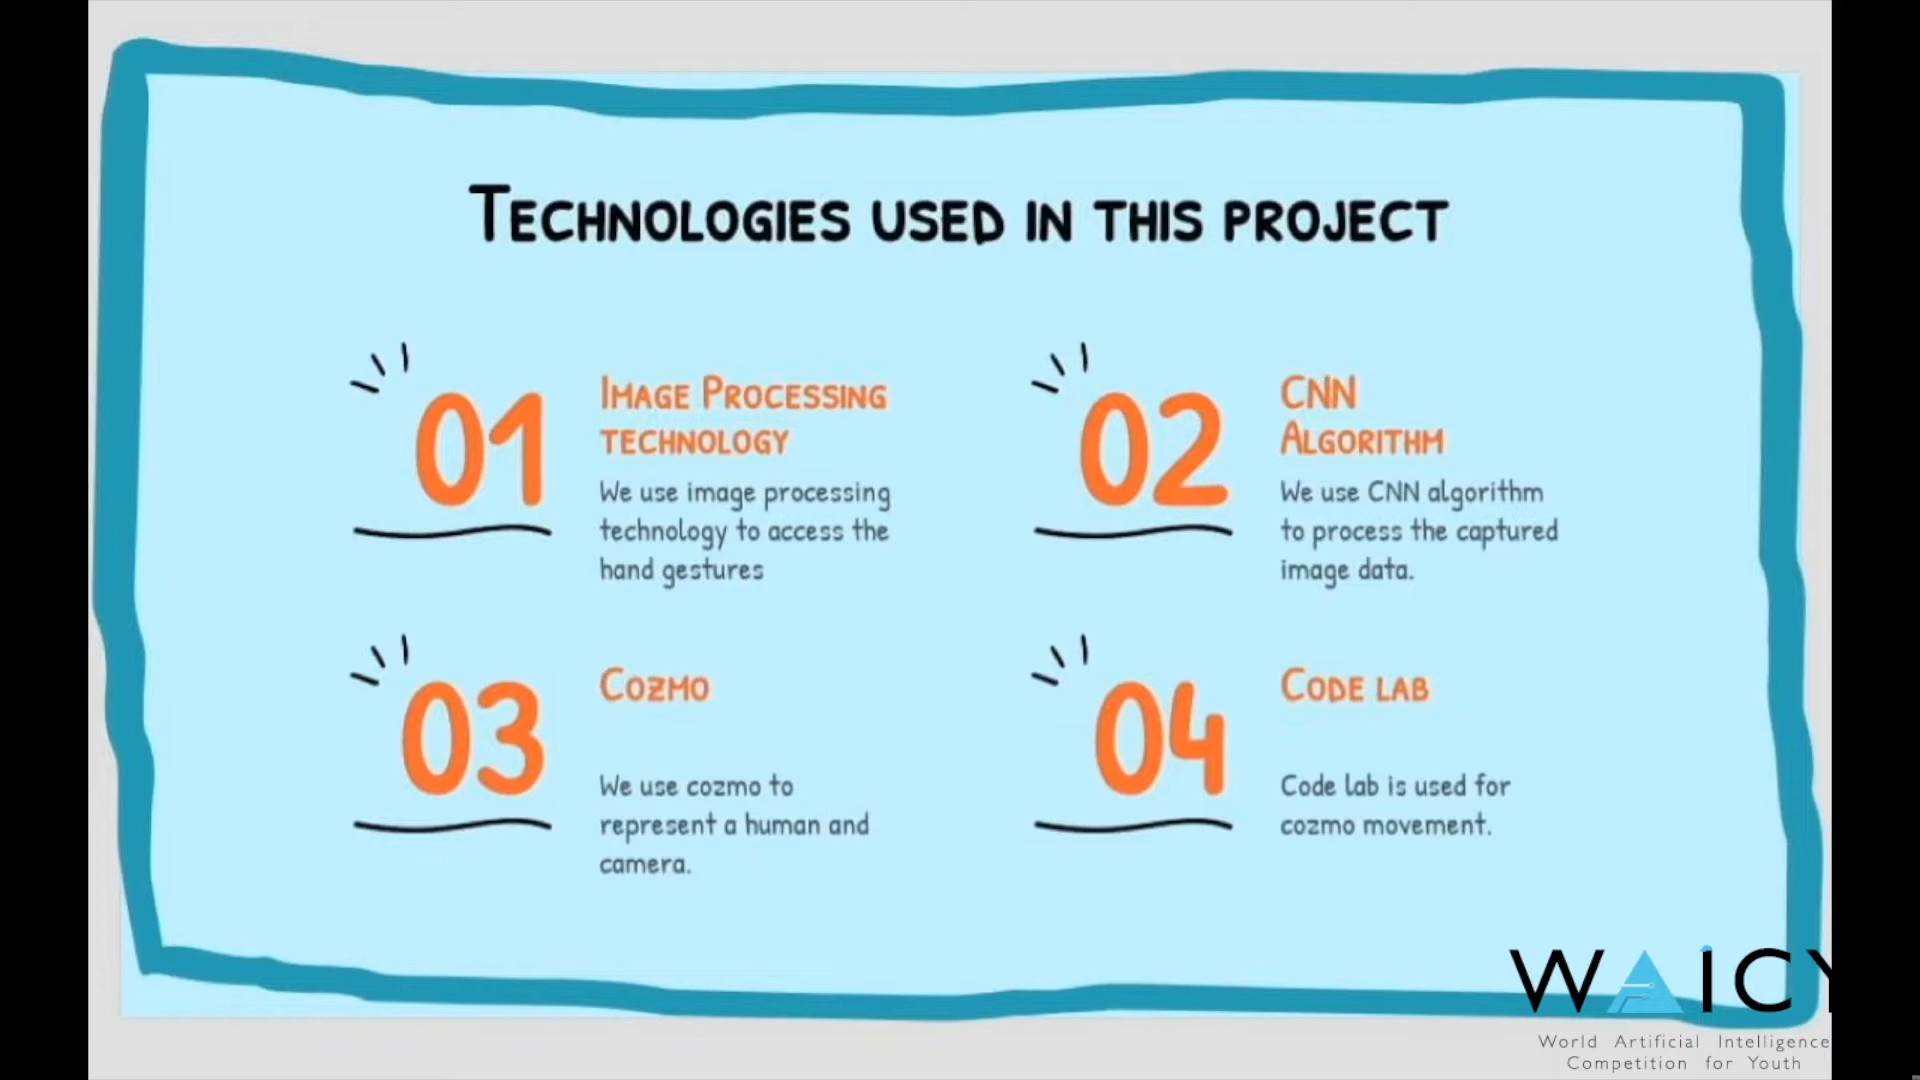 Technologies used in this project
01
Image Processing
technology
We use image processing
technology to access the
hand gestures
02
CNN
Algorithm
We use CNN algorithm
to process the captured
image data.
03
Cozmo
We use cozmo to
represent a human and
camera.
04
Code lab
Code lab is used for
cozmo movement.
WAICY
World Artificial Intelligence
Competition for Youth